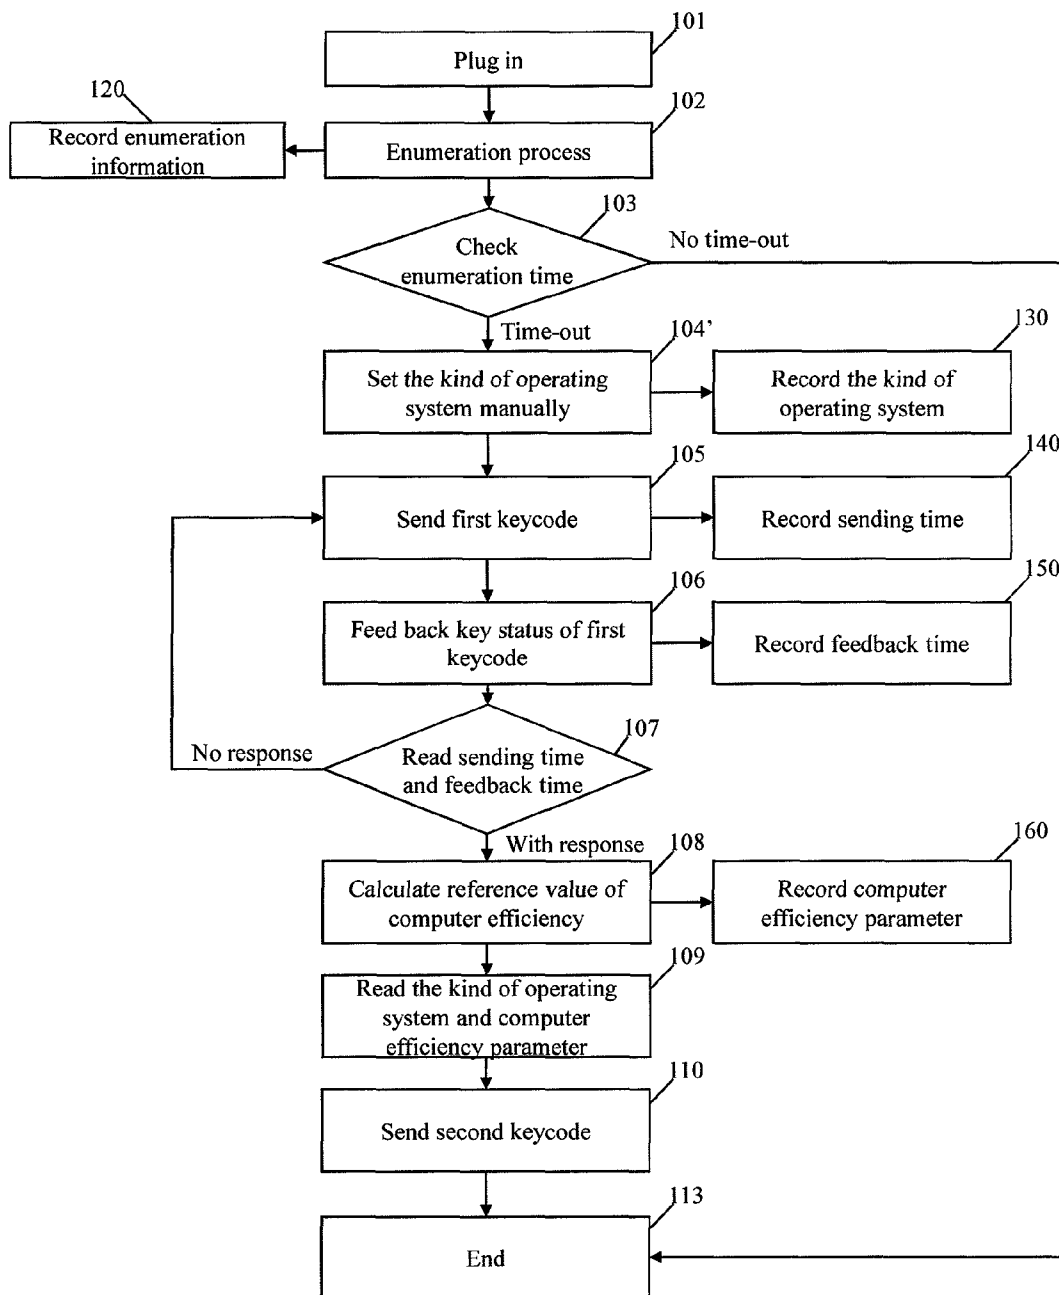 101
Plug in
120
102
Record enumeration
information
Enumeration process
103
Check
enumeration time
No time-out
Time-out
104’
130
Set the kind of operating
system manually
Record the kind of
operating system
105
140
Send first keycode
Record sending time
106
150
Feed back key status of first
keycode
Record feedback time
107
No response
Read sending time
and feedback time
With response
108
160
Calculate reference value of
computer efficiency
Record computer
efficiency parameter
109
Read the kind of operating
system and computer
efficiency parameter
110
Send second keycode
113
End